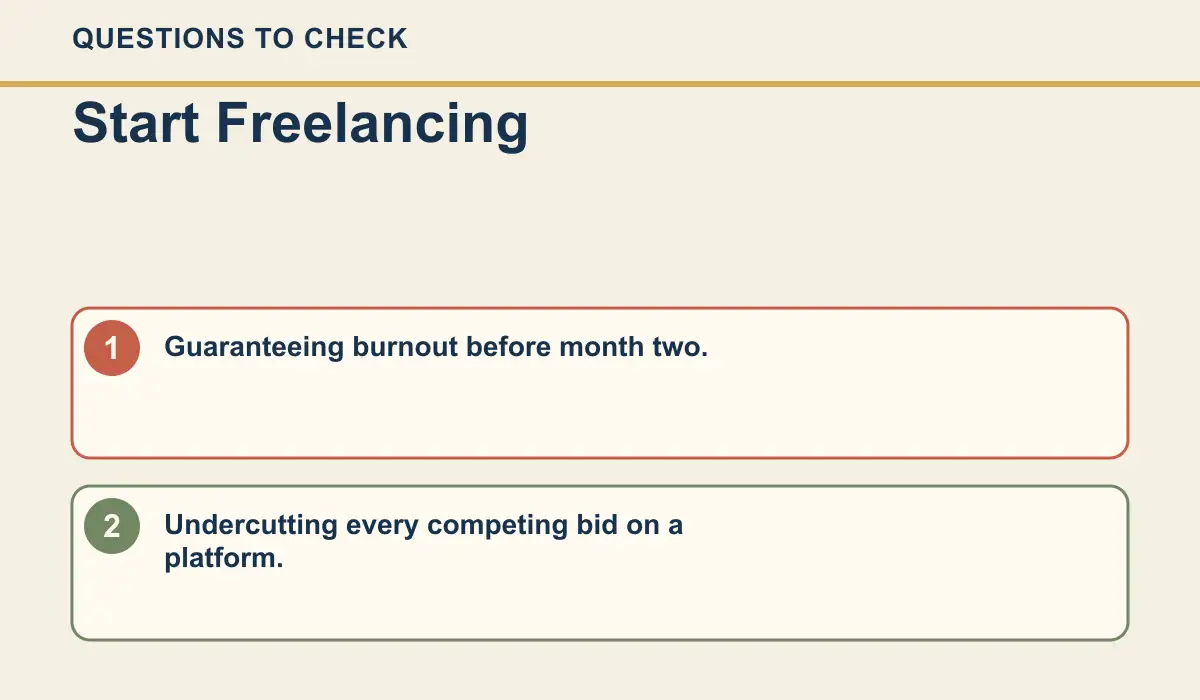 QUESTIONS TO CHECK
Start Freelancing
1
Guaranteeing burnout before month two.
2
Undercutting every competing bid on a
platform.